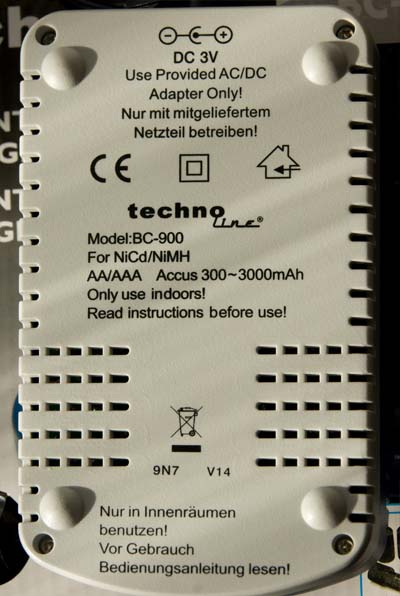 DC 3V
Use Provided AC/DC
Adapter Only!
Nur mit mitgeliefertem
Netzteil betreiben!
CE
techno
line®
Model:BC-900
For NiCd/NiMH
AA/AAA Accus 300~3000mAh
Only use indoors!
Read instructions before use!
9N7 V14
Nur in Innenräumen
benutzen!
Vor Gebrauch
Bedienungsanleitung lesen!